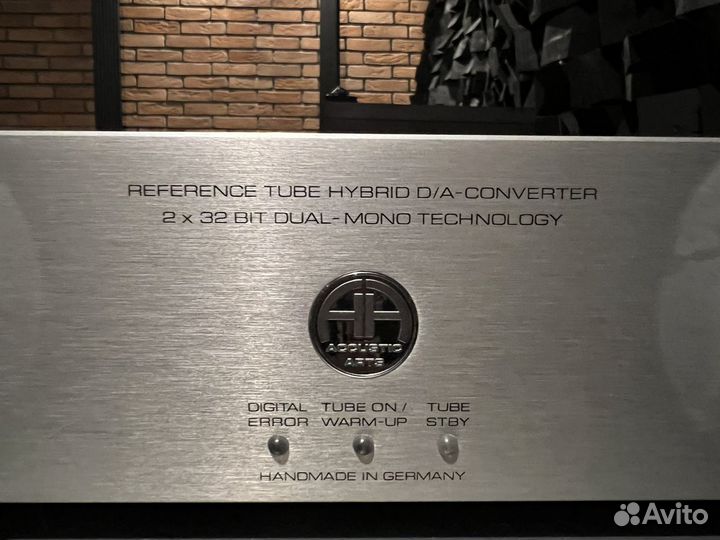 REFERENCE TUBE HYBRID D/A-CONVERTER
2 x 32 BIT DUAL-MONO TECHNOLOGY
ACOUSTIC
ARTS
DIGITAL ERROR
TUBE ON / WARM-UP
TUBE STBY
HANDMADE IN GERMANY
Avito